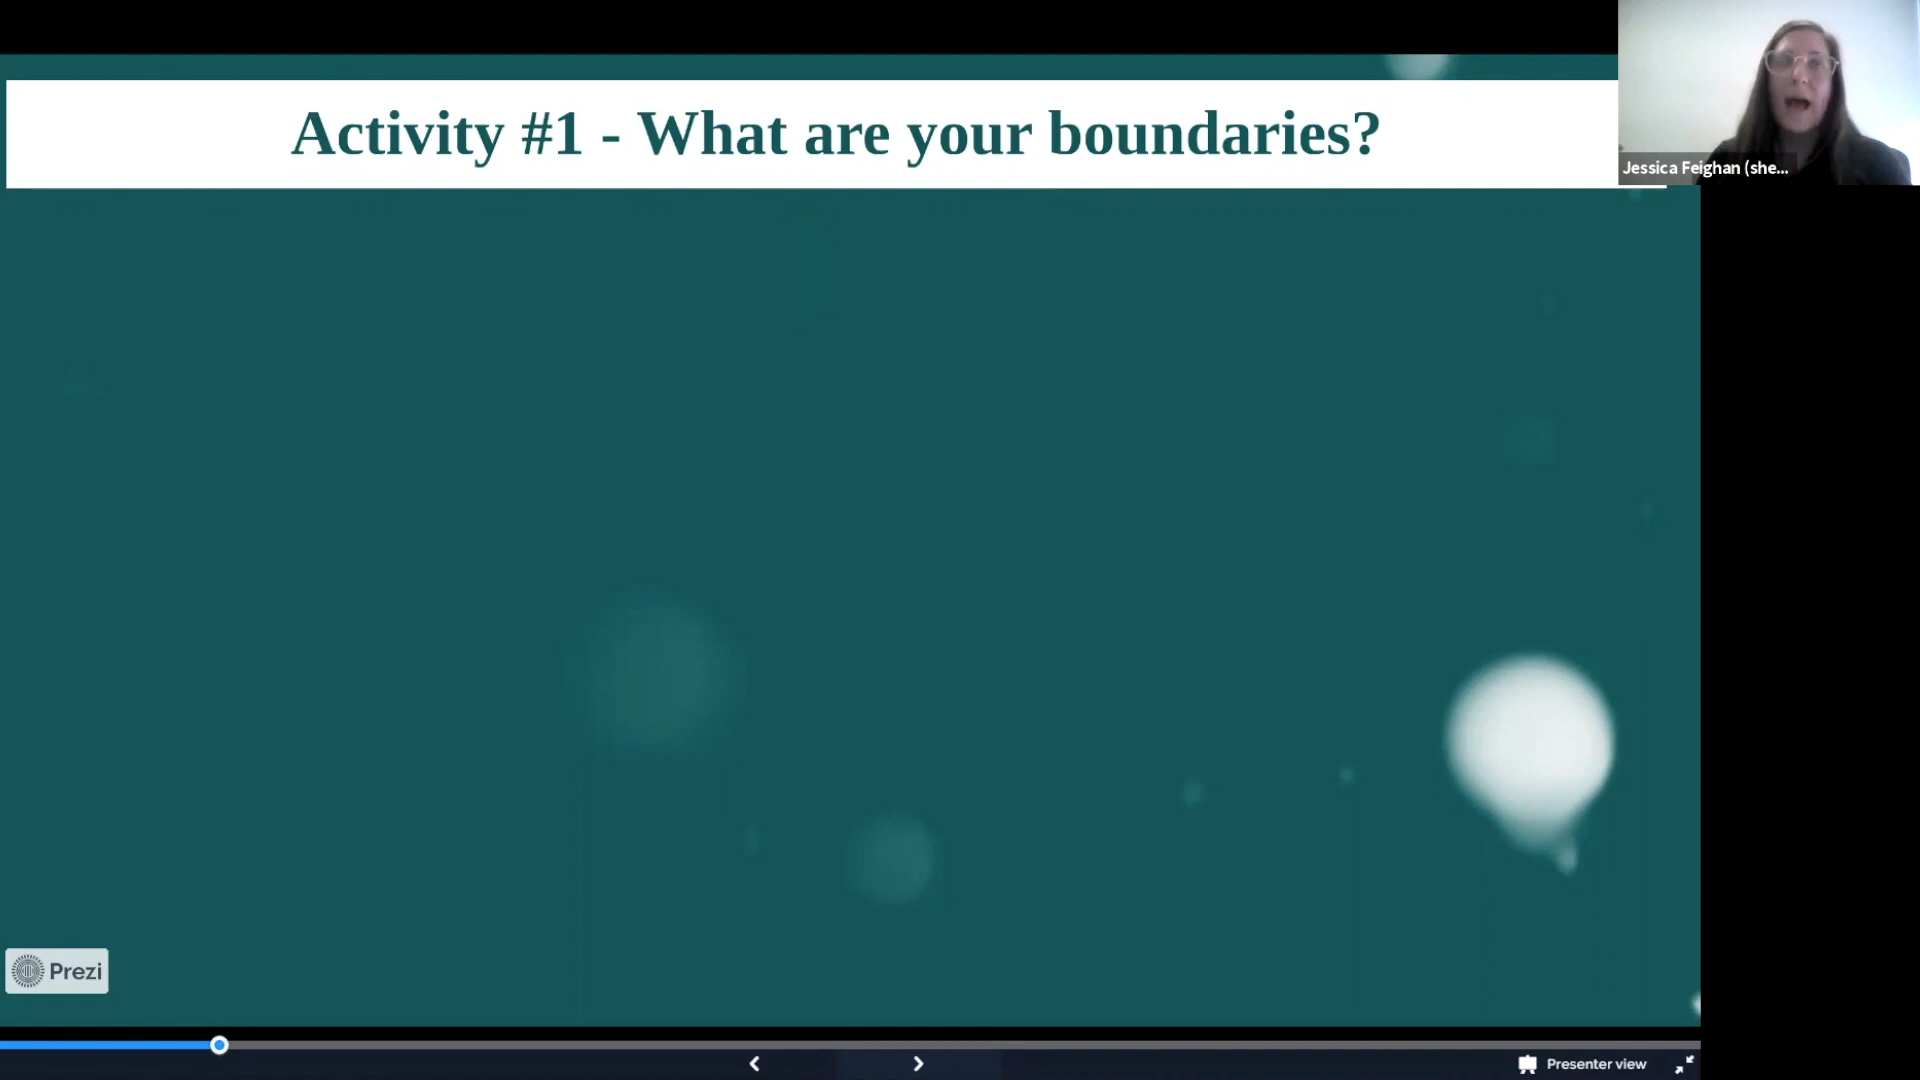 Activity #1 - What are your boundaries?
Jessica Feighan (she...
Prezi
Presenter view